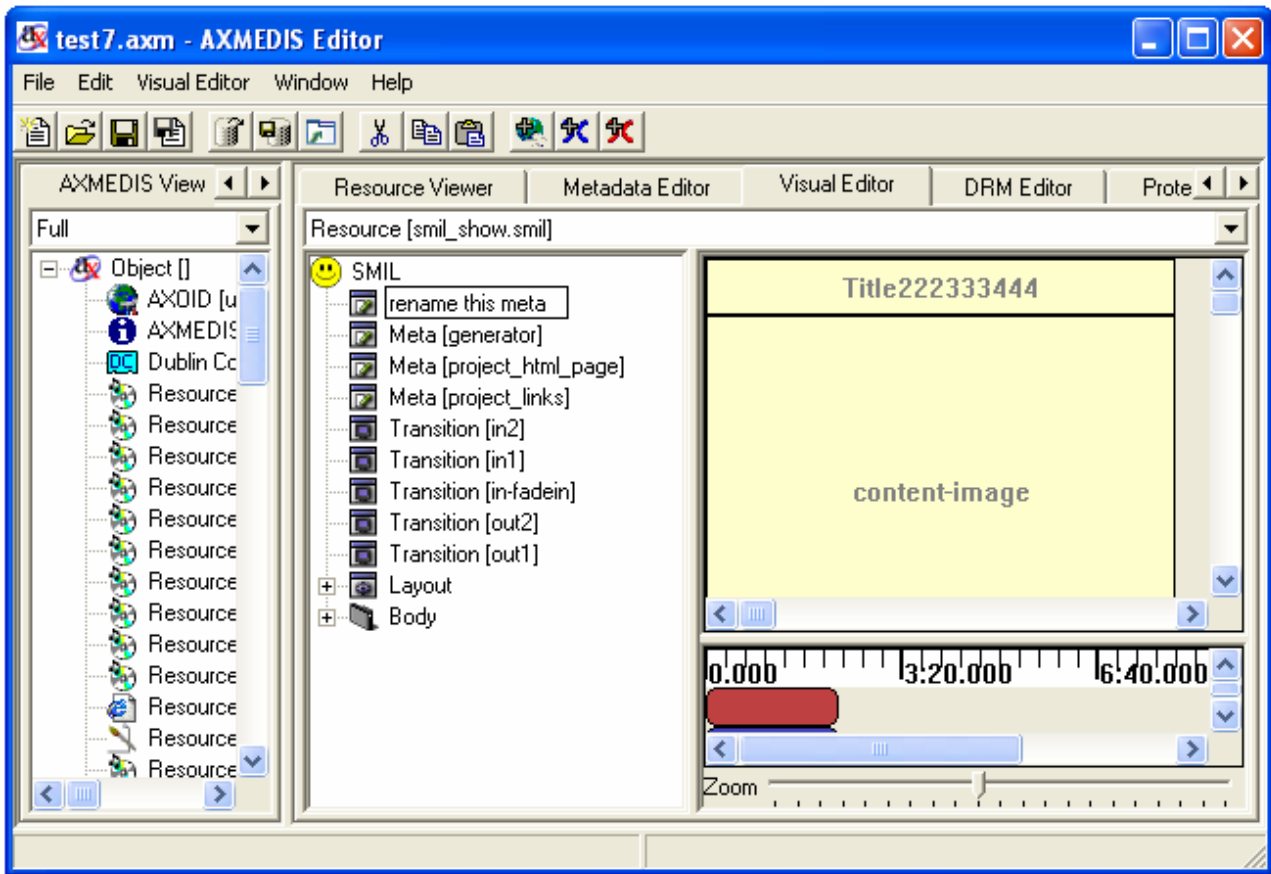 test7.axm - AXMEDIS Editor
File Edit Visual Editor Window Help
AXMEDIS View
Resource Viewer Metadata Editor Visual Editor DRM Editor Prote
Full
Resource [smil_show.smil]
Object []
AXOID [u
AXMEDIS
Dublin Co
Resource
Resource
Resource
Resource
Resource
Resource
Resource
Resource
Resource
Resource
Resource
Resource
Resource
SMIL
rename this meta
Meta [generator]
Meta [project_html_page]
Meta [project_links]
Transition [in2]
Transition [in1]
Transition [in-fadein]
Transition [out2]
Transition [out1]
Layout
Body
Title222333444
content-image
0.000 3:20.000 6:40.000
Zoom